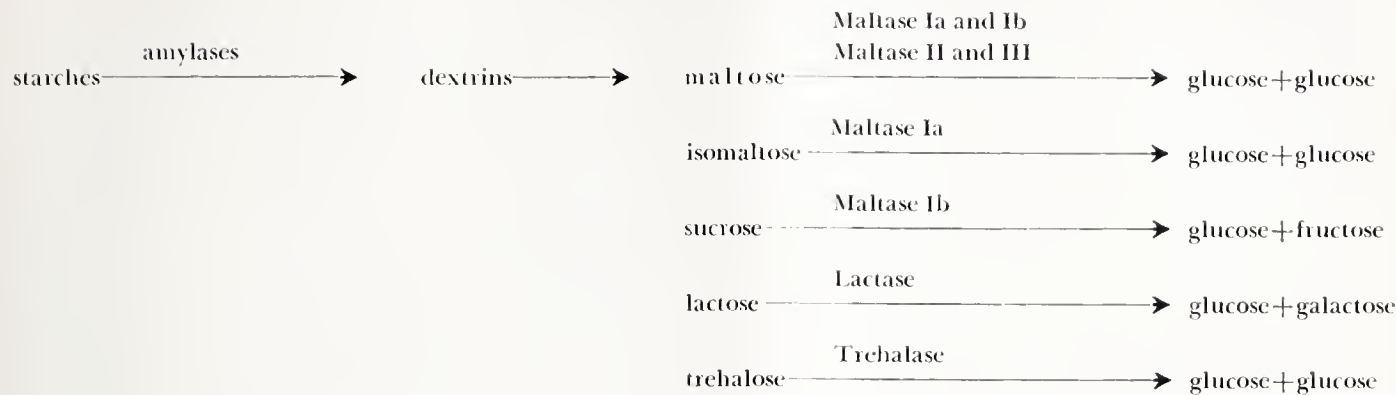 Maltase Ia and Ib
amylases Maltase II and III
starches dextrins maltose glucose+glucose
Maltase Ia
isomaltose glucose+glucose
Maltase Ib
sucrose glucose+fructose
Lactase
lactose glucose+galactose
Trehalase
trehalose glucose+glucose